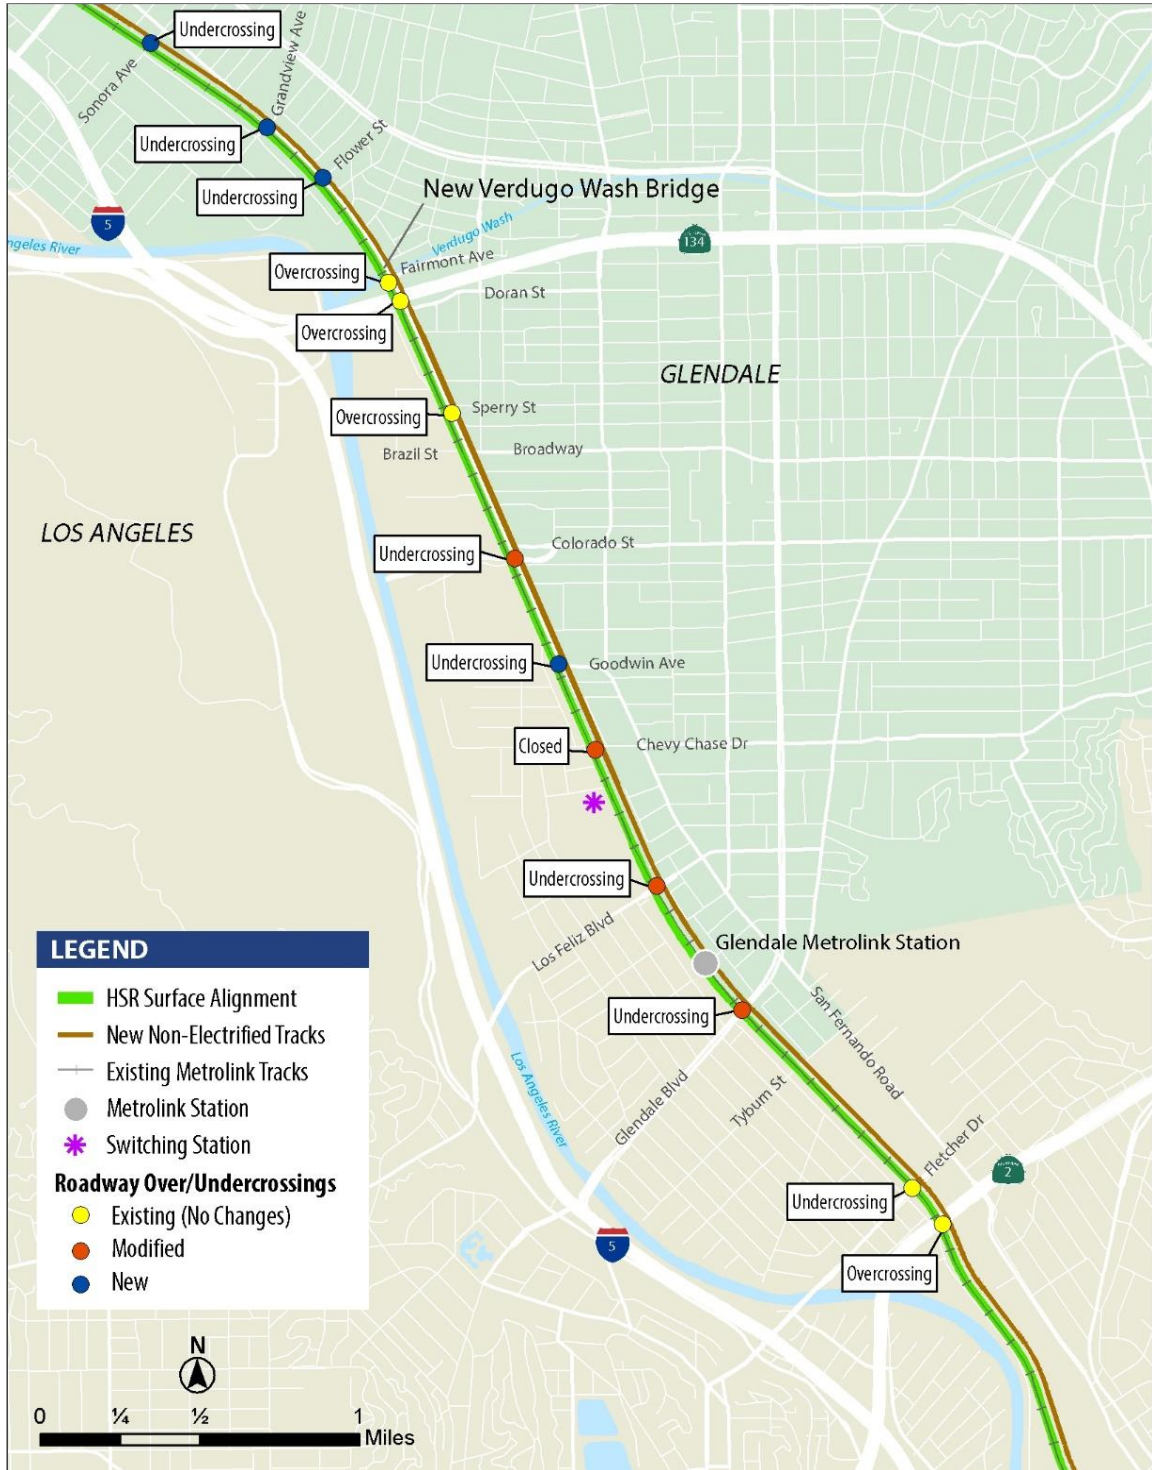 Undercrossing
Sonora Ave
Grandview Ave
Undercrossing
Flower St
Undercrossing
New Verdugo Wash Bridge
5
ngeles River
Verdugo Wash
134
Overcrossing
Fairmont Ave
Doran St
Overcrossing
GLENDALE
Overcrossing
Sperry St
Brazil St
Broadway
LOS ANGELES
Undercrossing
Colorado St
Undercrossing
Goodwin Ave
Closed
Chevy Chase Dr
Undercrossing
Los Feliz Blvd
Glendale Metrolink Station
Undercrossing
San Fernando Road
Los Angeles River
Glendale Blvd
Tyburn St
Fletcher Dr
2
Undercrossing
5
Overcrossing
LEGEND
HSR Surface Alignment
New Non-Electrified Tracks
Existing Metrolink Tracks
Metrolink Station
Switching Station
Roadway Over/Undercrossings
Existing (No Changes)
Modified
New
N
0 ¼ ½ 1
Miles